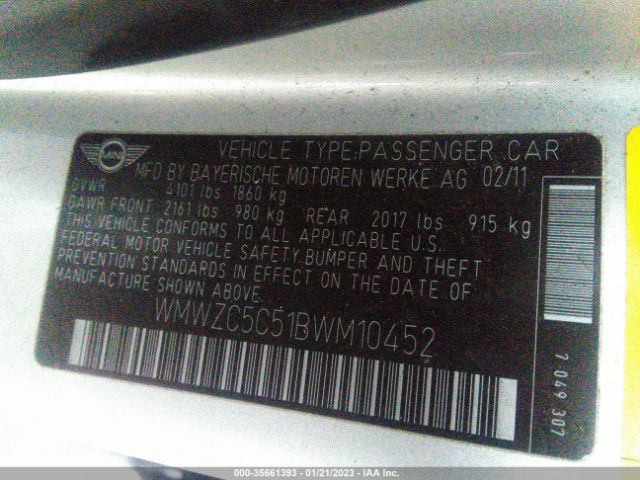 MINI
VEHICLE TYPE:PASSENGER CAR
MFD BY BAYERISCHE MOTOREN WERKE AG 02/11
GVWR 4101 lbs 1860 kg
GAWR FRONT 2161 lbs 980 kg REAR 2017 lbs 915 kg
THIS VEHICLE CONFORMS TO ALL APPLICABLE U.S.
FEDERAL MOTOR VEHICLE SAFETY,BUMPER AND THEFT
PREVENTION STANDARDS IN EFFECT ON THE DATE OF
MANUFACTURE SHOWN ABOVE.
WMWZC5C51BWM10452
7 049 307
000-35661393 - 01/21/2023 - IAA Inc.